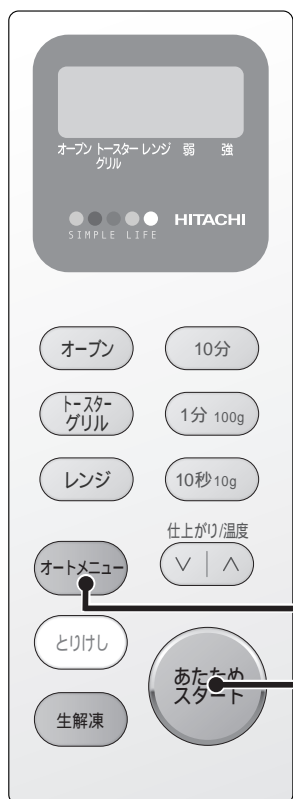 オーブン トースター レンジ 弱 強
グリル
SIMPLE LIFE
HITACHI
オーブン
10分
トースター
グリル
1分 100g
レンジ
10秒 10g
仕上がり/温度
オートメニュー
とりけし
あたため
スタート
生解凍